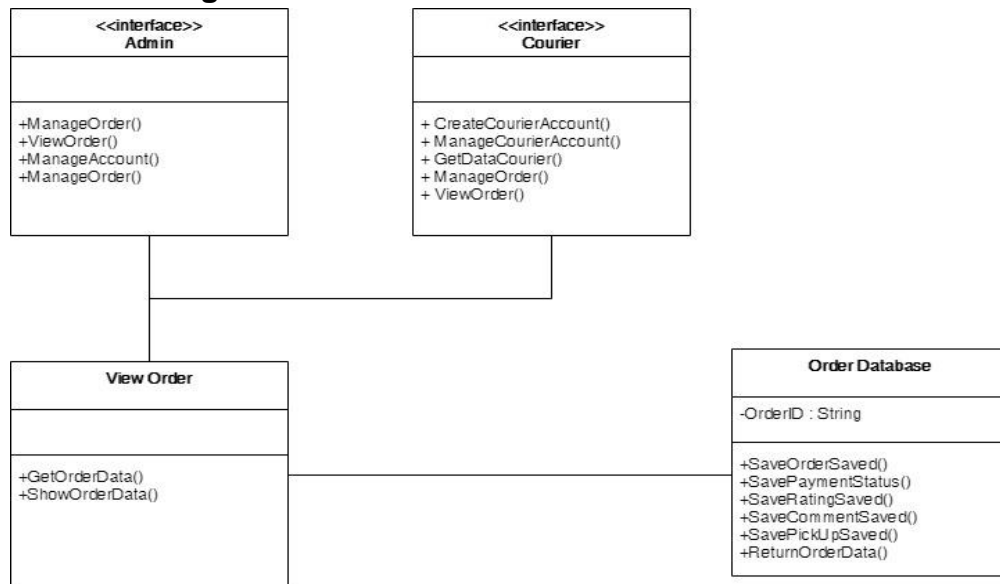 <<interface>>
Admin
+ManageOrder()
+ViewOrder()
+ManageAccount()
+ManageOrder()
<<interface>>
Courier
+ CreateCourierAccount()
+ ManageCourierAccount()
+ GetDataCourier()
+ ManageOrder()
+ ViewOrder()
View Order
+GetOrderData()
+ShowOrderData()
Order Database
-OrderID : String
+SaveOrderSaved()
+SavePaymentStatus()
+SaveRatingSaved()
+SaveCommentSaved()
+SavePickUpSaved()
+ReturnOrderData()